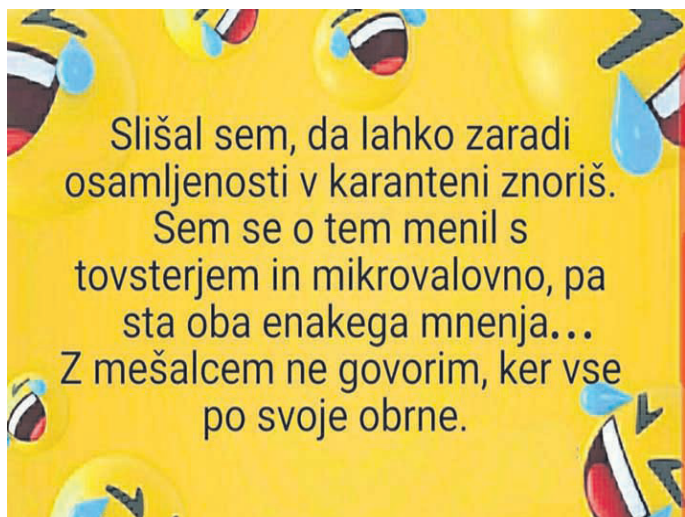 Slišal sem, da lahko zaradi
osamljenosti v karanteni znoriš.
Sem se o tem menil s
tovsterjem in mikrovalovno, pa
sta oba enakega mnenja...
Z mešalcem ne govorim, ker vse
po svoje obrne.